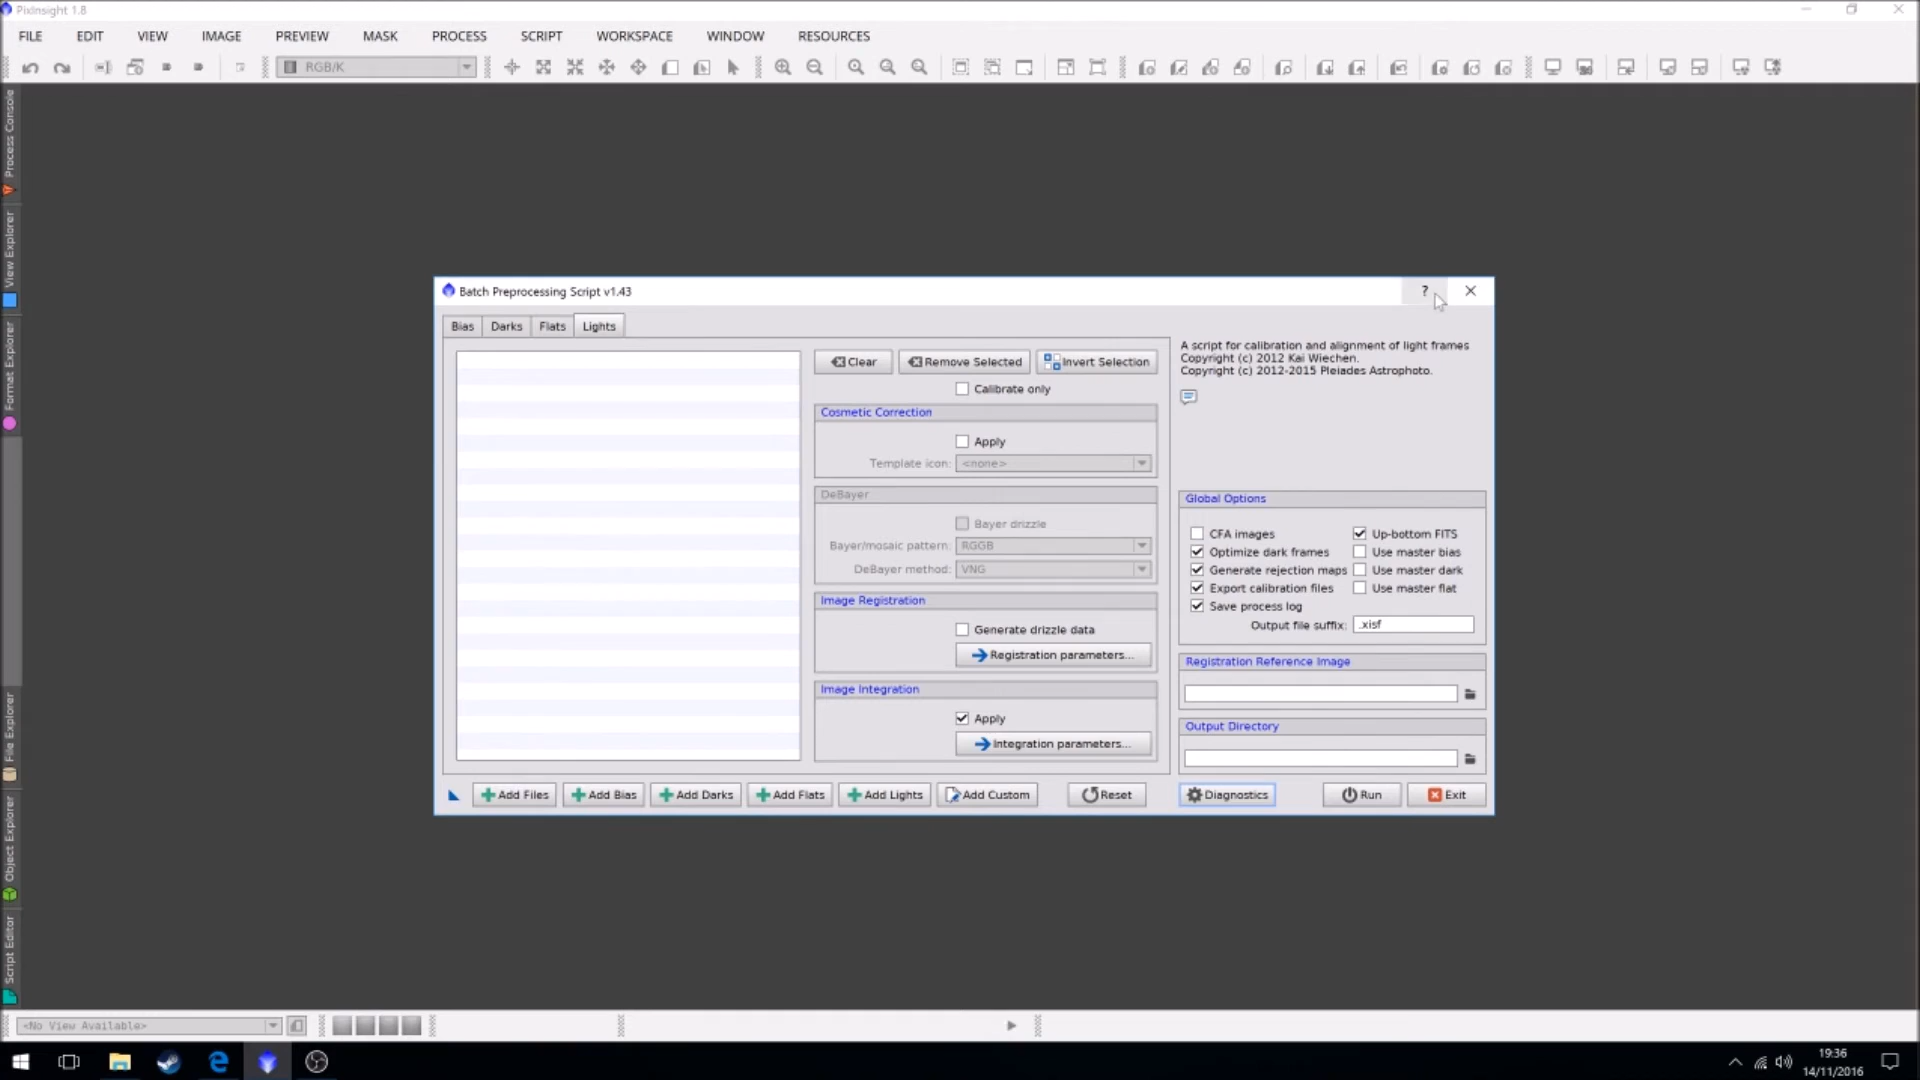 PixInsight 1.8
FILE EDIT VIEW IMAGE PREVIEW MASK PROCESS SCRIPT WORKSPACE WINDOW RESOURCES
RGB/K
Process Console
View Explorer
Format Explorer
File Explorer
Object Explorer
Script Editor
Batch Preprocessing Script v1.43
?
Bias Darks Flats Lights
Clear Remove Selected Invert Selection
Calibrate only
Cosmetic Correction
Apply
Template icon: <none>
DeBayer
Bayer drizzle
Bayer/mosaic pattern: RGGB
DeBayer method: VNG
Image Registration
Generate drizzle data
Registration parameters...
Image Integration
Apply
Integration parameters...
A script for calibration and alignment of light frames
Copyright (c) 2012 Kai Wiechen.
Copyright (c) 2012-2015 Pleiades Astrophoto.
Global Options
CFA images Up-bottom FITS
Optimize dark frames Use master bias
Generate rejection maps Use master dark
Export calibration files Use master flat
Save process log
Output file suffix: .xisf
Registration Reference Image
Output Directory
Add Files Add Bias Add Darks Add Flats Add Lights Add Custom Reset Diagnostics Run Exit
<No View Available>
19:36
14/11/2016